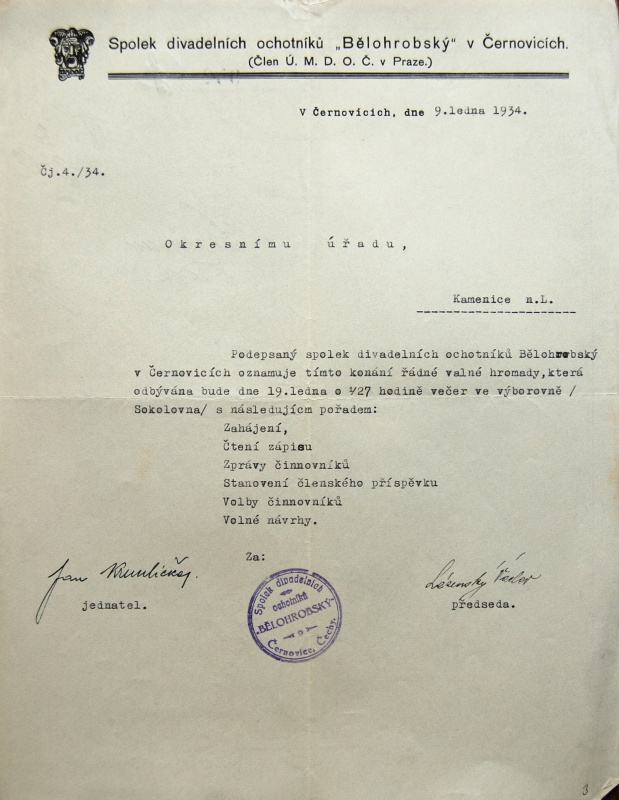 Spolek divadelních ochotníků „Bělohrobský“ v Černovicích.
(Člen Ú. M. D. O. Č. v Praze.)
V Černovicích, dne 9.ledna 1934.
Čj.4./34.
Okresnímu úřadu,
Kamenice n.L.
Podepsaný spolek divadelních ochotníků Bělohrobský
v Černovicích oznamuje tímto konání řádné valné hromady,která
odbývána bude dne 19.ledna o 1/27 hodině večer ve výborovně /
Sokolovna/ s následujícím pořadem:
Zahájení,
Čtení zápisu
Zprávy činnovníků
Stanovení členského příspěvku
Volby činnovníků
Volné návrhy.
Za:
Jan
jednatel.
předseda.
Spolek divadelních
ochotníků
„BĚLOHROBSKÝ“
Černovice, Čechy.
3